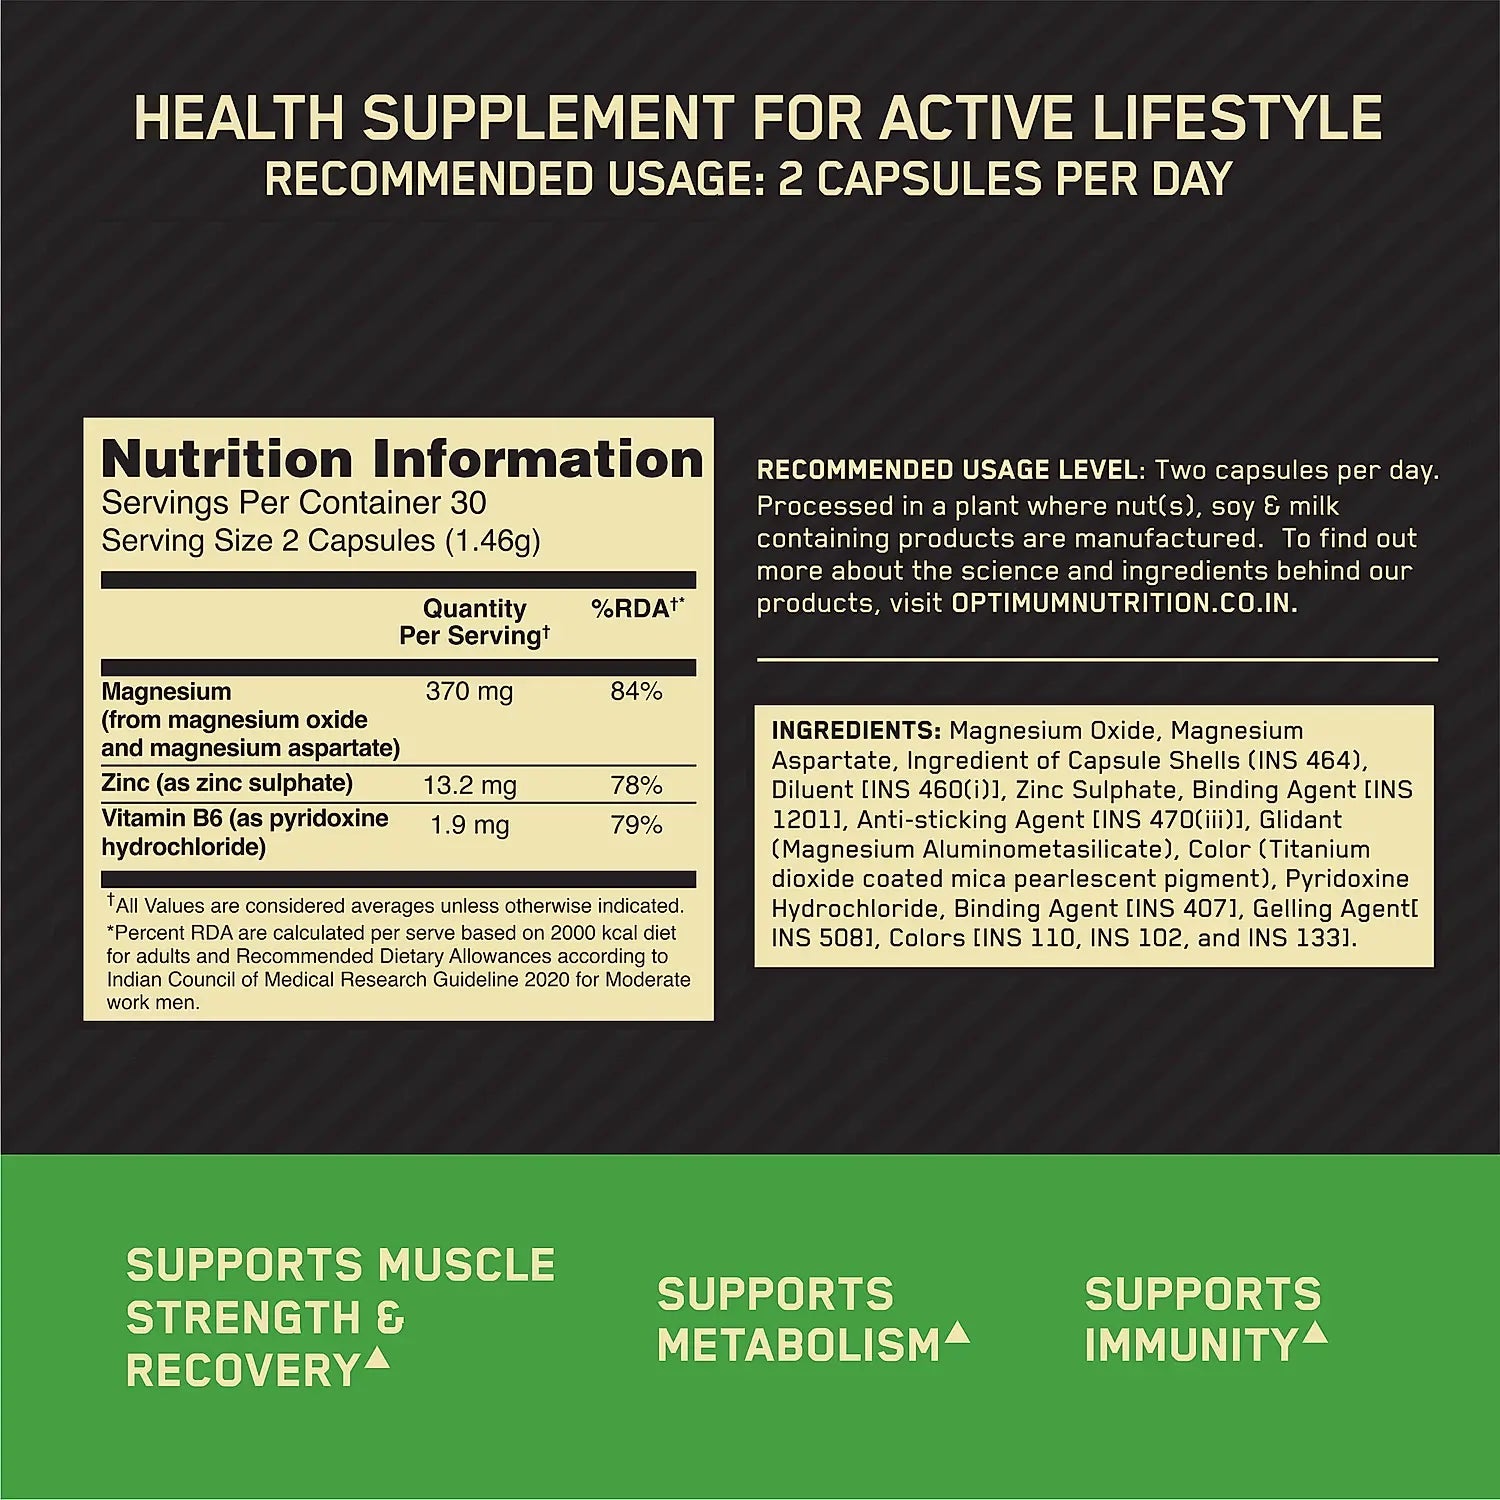 HEALTH SUPPLEMENT FOR ACTIVE LIFESTYLE
RECOMMENDED USAGE: 2 CAPSULES PER DAY
Nutrition Information
Servings Per Container 30
Serving Size 2 Capsules (1.46g)
Quantity Per Serving† %RDA†*
Magnesium 370 mg 84%
(from magnesium oxide
and magnesium aspartate)
Zinc (as zinc sulphate) 13.2 mg 78%
Vitamin B6 (as pyridoxine 1.9 mg 79%
hydrochloride)
†All Values are considered averages unless otherwise indicated.
*Percent RDA are calculated per serve based on 2000 kcal diet
for adults and Recommended Dietary Allowances according to
Indian Council of Medical Research Guideline 2020 for Moderate
work men.
RECOMMENDED USAGE LEVEL: Two capsules per day.
Processed in a plant where nut(s), soy & milk
containing products are manufactured. To find out
more about the science and ingredients behind our
products, visit OPTIMUMNUTRITION.CO.IN.
INGREDIENTS: Magnesium Oxide, Magnesium
Aspartate, Ingredient of Capsule Shells (INS 464),
Diluent [INS 460(i)], Zinc Sulphate, Binding Agent [INS
1201], Anti-sticking Agent [INS 470(iii)], Glidant
(Magnesium Aluminometasilicate), Color (Titanium
dioxide coated mica pearlescent pigment), Pyridoxine
Hydrochloride, Binding Agent [INS 407], Gelling Agent[
INS 508], Colors [INS 110, INS 102, and INS 133].
SUPPORTS MUSCLE
STRENGTH &
RECOVERY▲
SUPPORTS
METABOLISM▲
SUPPORTS
IMMUNITY▲